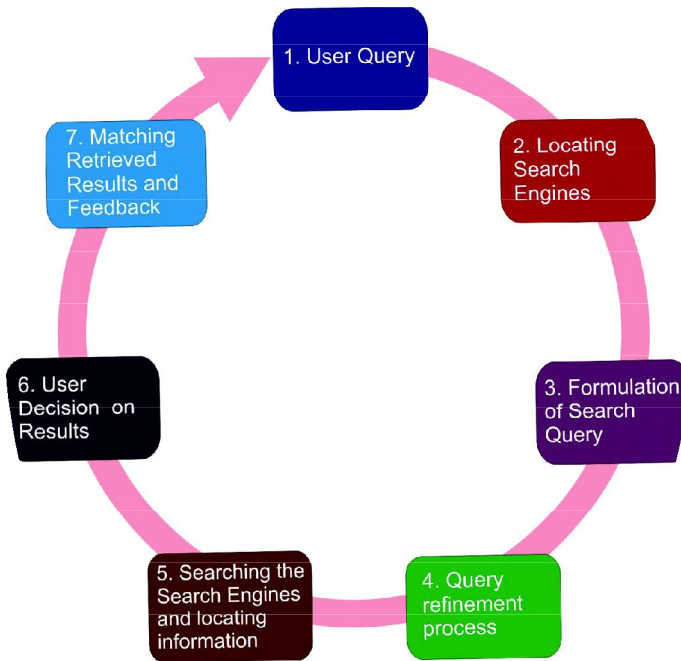 1. User Query
2. Locating
Search
Engines
3. Formulation
of Search
Query
4. Query
refinement
process
5. Searching the
Search Engines
and locating
information
6. User
Decision on
Results
7. Matching
Retrieved
Results and
Feedback